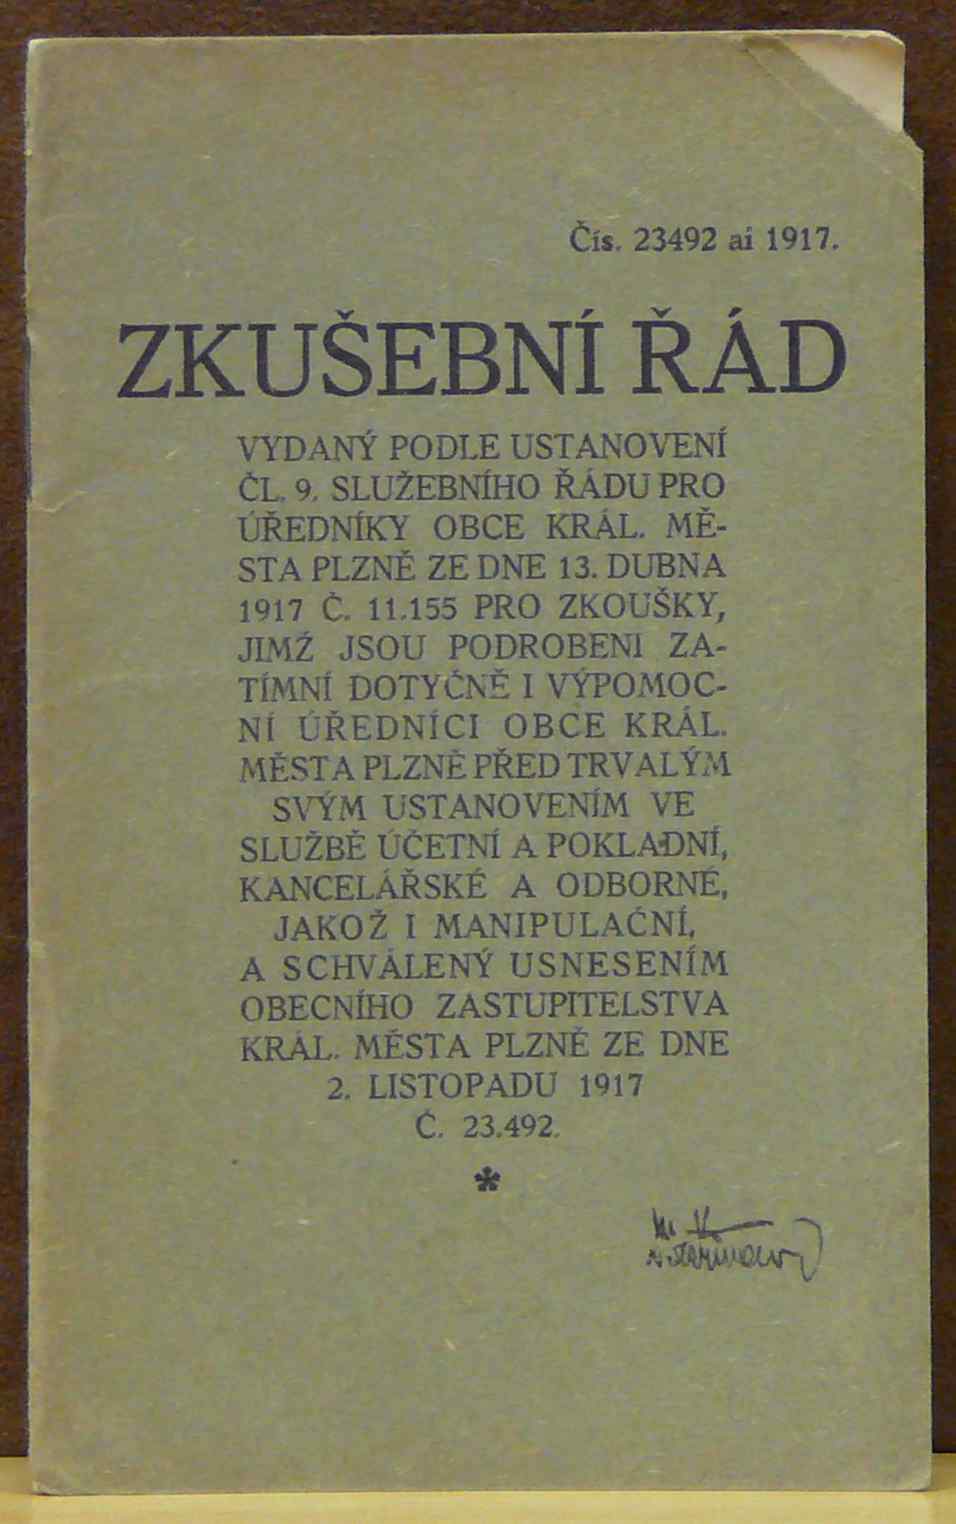 Čís. 23492 ai 1917.
ZKUŠEBNÍ ŘÁD
VYDANÝ PODLE USTANOVENÍ
ČL. 9. SLUŽEBNÍHO ŘÁDU PRO
ÚŘEDNÍKY OBCE KRÁL. MĚ-
STA PLZNĚ ZE DNE 13. DUBNA
1917 Č. 11.155 PRO ZKOUŠKY,
JIMŽ JSOU PODROBENI ZA-
TÍMNÍ DOTYČNĚ I VÝPOMOC-
NÍ ÚŘEDNÍCI OBCE KRÁL.
MĚSTA PLZNĚ PŘED TRVALÝM
SVÝM USTANOVENÍM VE
SLUŽBĚ ÚČETNÍ A POKLADNÍ,
KANCELÁŘSKÉ A ODBORNÉ,
JAKOŽ I MANIPULAČNÍ,
A SCHVÁLENÝ USNESENÍM
OBECNÍHO ZASTUPITELSTVA
KRÁL. MĚSTA PLZNĚ ZE DNE
2. LISTOPADU 1917
Č. 23.492.
*